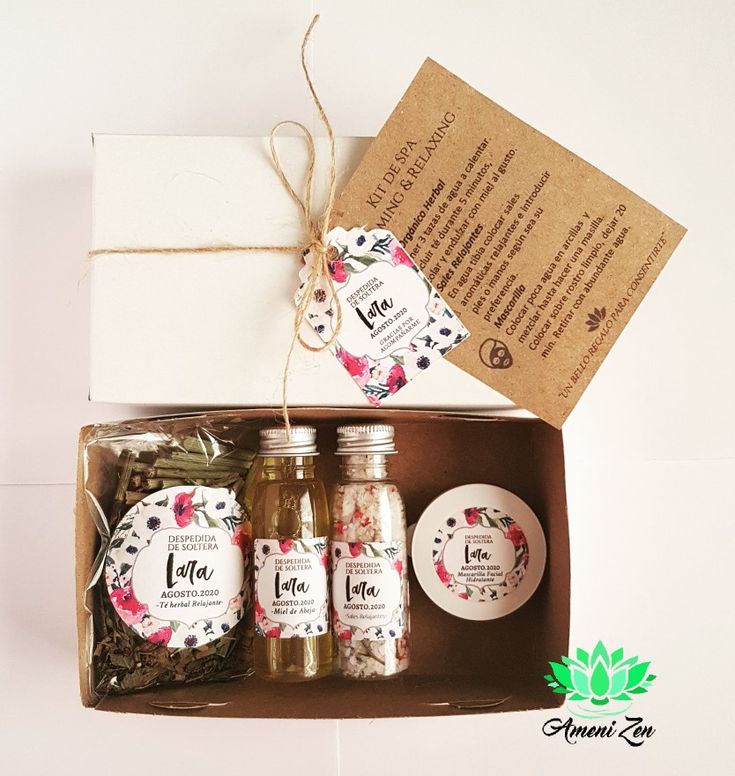 KIT DE SPA
& RELAXING
Herbal
3 tazas de agua a calentar.
té durante 5 minutos,
y endulzar con miel al gusto.
Sales Relajantes
En agua tibia colocar sales
aromáticas relajantes e introducir
pies o manos según sea su
preferencia.
Mascarilla
Colocar poca agua en arcillas y
mezclar hasta hacer una masilla.
Colocar sobre rostro limpio, dejar 20
min. Retirar con abundante agua.
"UN BELLO REGALO PARA CONSENTIRTE"
DESPEDIDA
DE SOLTERA
Lara
AGOSTO.2020
GRACIAS POR
ACOMPAÑARME
DESPEDIDA
DE SOLTERA
Lara
AGOSTO.2020
-Té herbal Relajante-
DESPEDIDA
DE SOLTERA
Lara
AGOSTO.2020
-Miel de Abeja-
DESPEDIDA
DE SOLTERA
Lara
AGOSTO.2020
-Sales Relajantes-
DESPEDIDA
DE SOLTERA
Lara
AGOSTO.2020
Mascarilla Facial
Hidratante
Ameni Zen